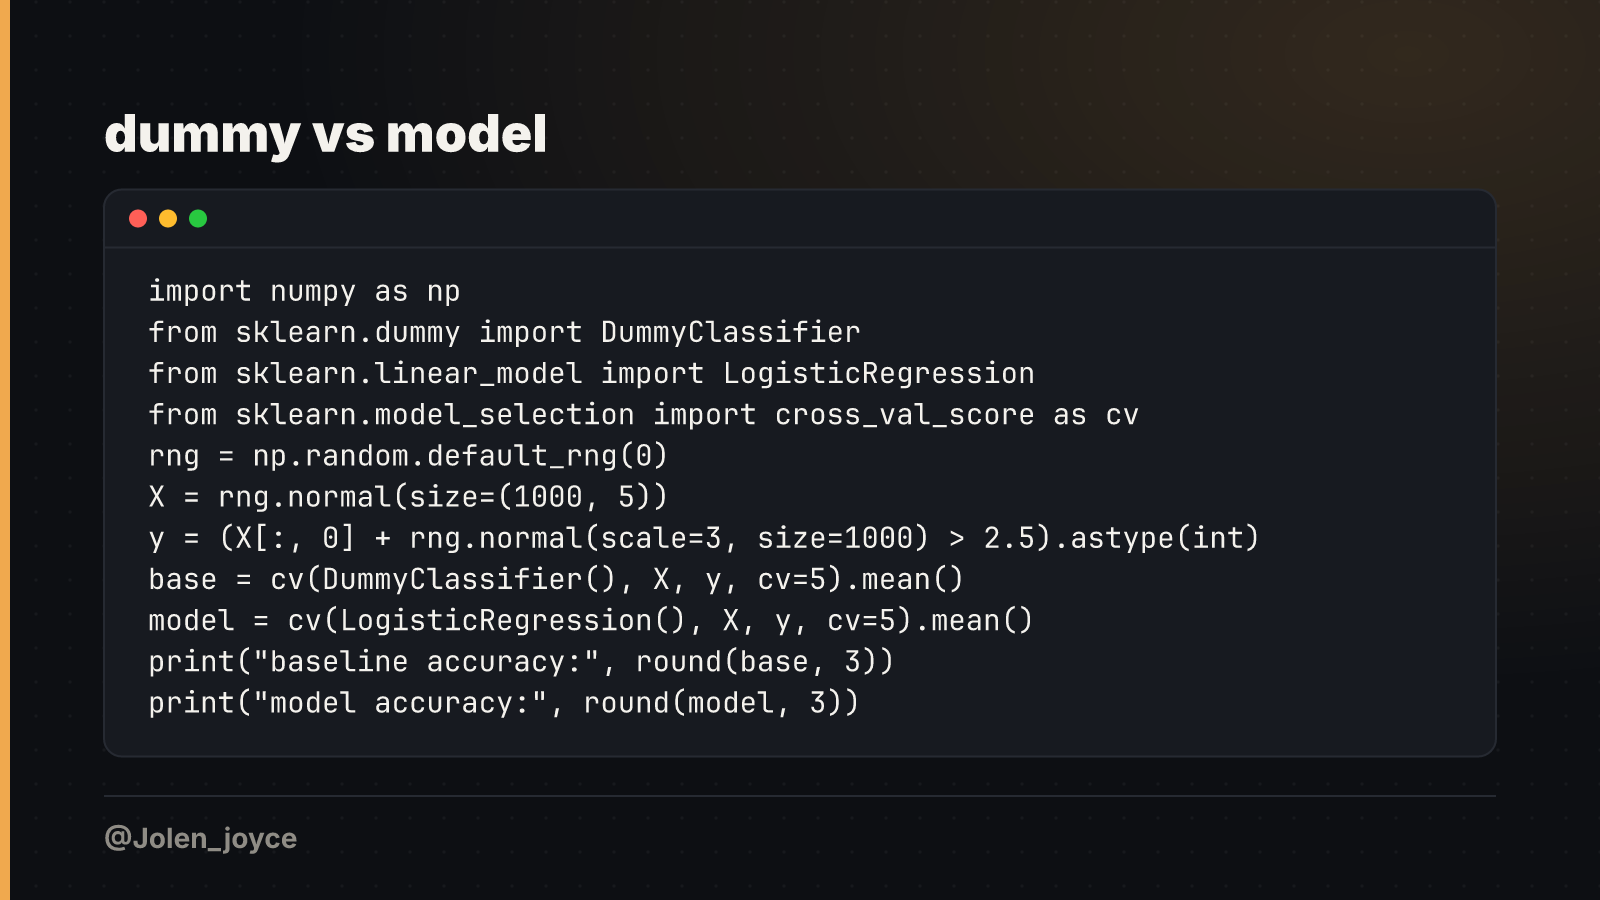 dummy vs model
import numpy as np
from sklearn.dummy import DummyClassifier
from sklearn.linear_model import LogisticRegression
from sklearn.model_selection import cross_val_score as cv
rng = np.random.default_rng(0)
X = rng.normal(size=(1000, 5))
y = (X[:, 0] + rng.normal(scale=3, size=1000) > 2.5).astype(int)
base = cv(DummyClassifier(), X, y, cv=5).mean()
model = cv(LogisticRegression(), X, y, cv=5).mean()
print("baseline accuracy:", round(base, 3))
print("model accuracy:", round(model, 3))
@Jolen_joyce